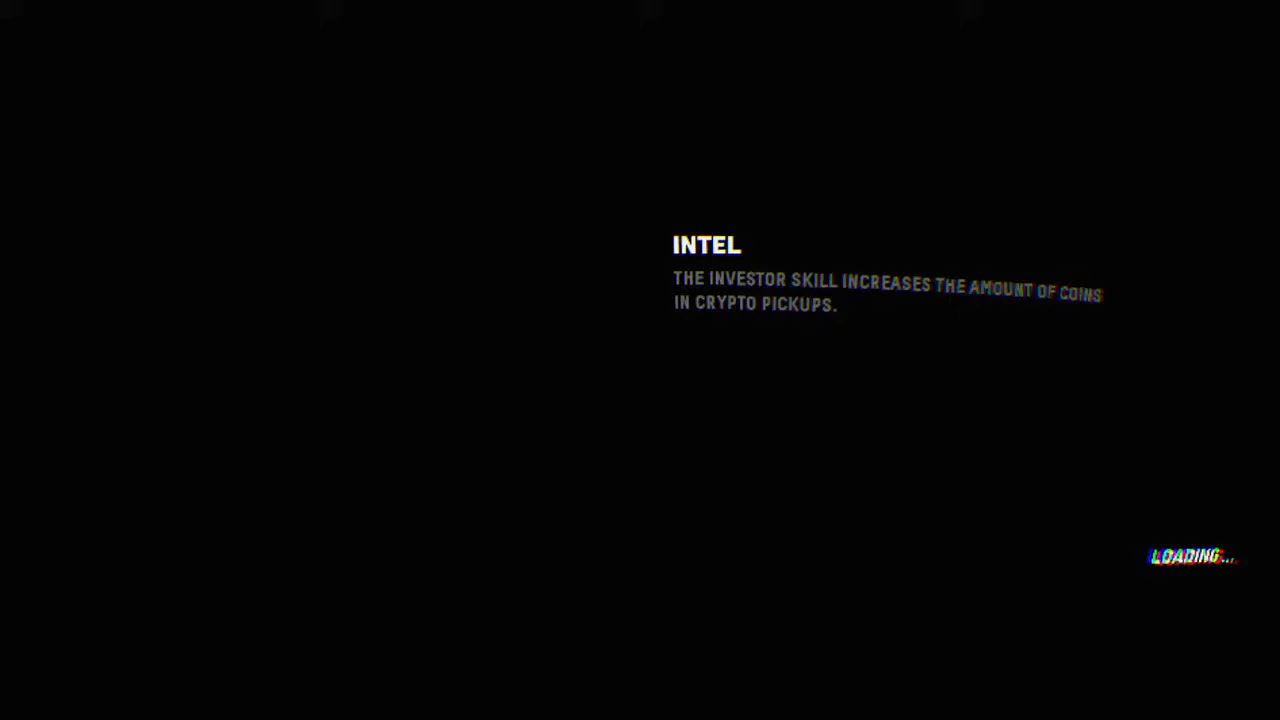 INTEL
THE INVESTOR SKILL INCREASES THE AMOUNT OF COINS
IN CRYPTO PICKUPS.
LOADING...